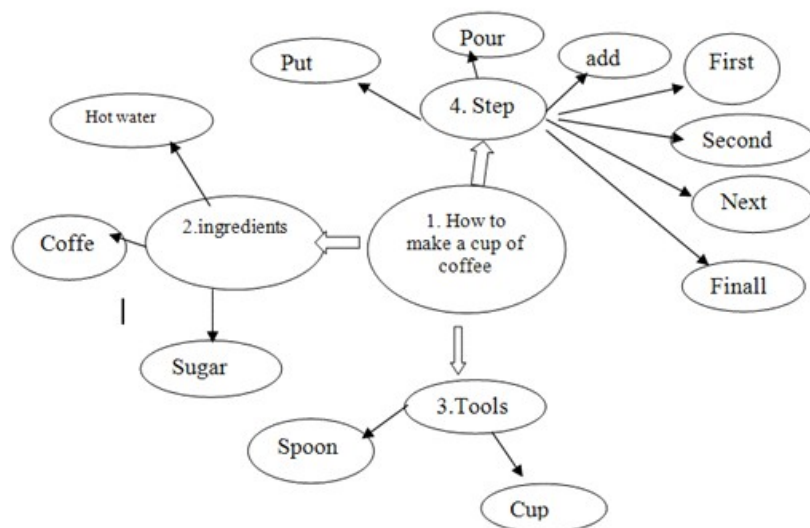 Pour
Put
add
First
4. Step
Hot water
Second
Next
2.ingredients
1. How to
make a cup of
coffee
Coffe
Finall
Sugar
3.Tools
Spoon
Cup